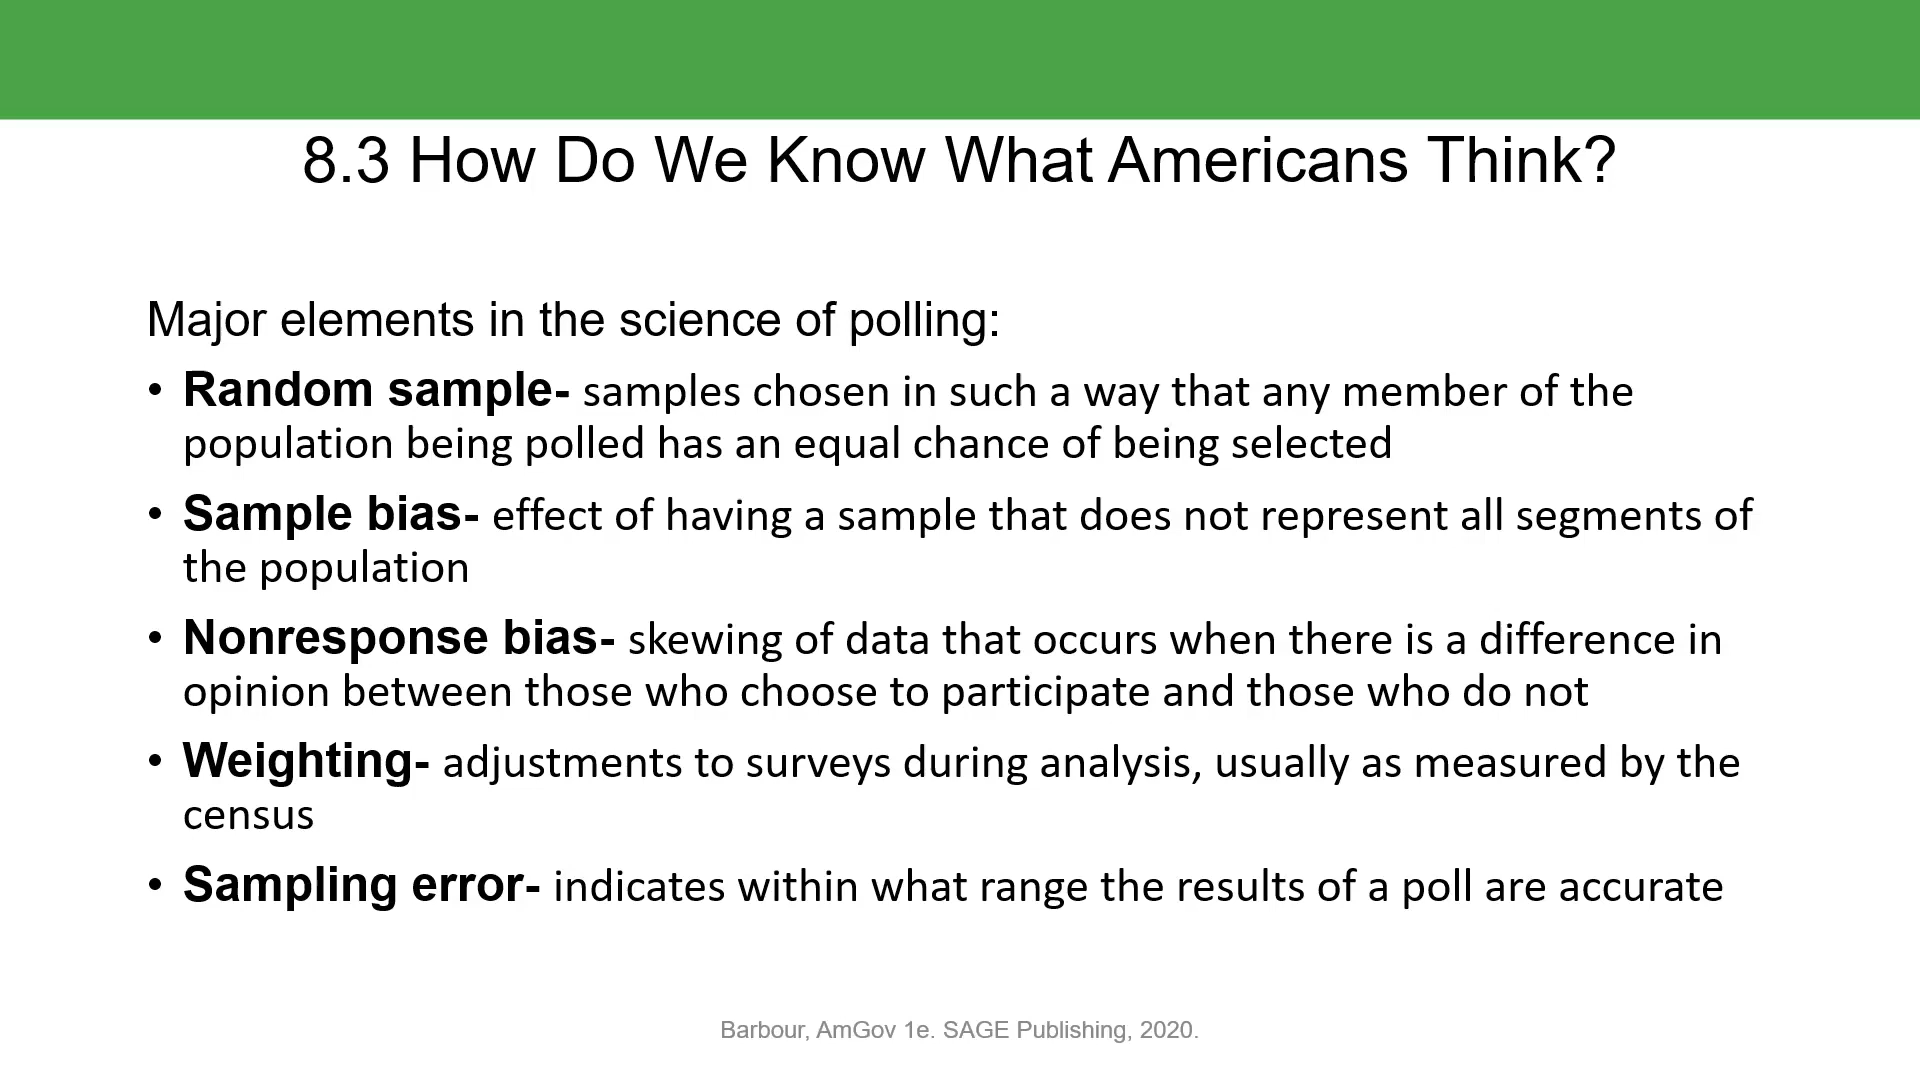 8.3 How Do We Know What Americans Think?
Major elements in the science of polling:
• Random sample- samples chosen in such a way that any member of the
population being polled has an equal chance of being selected
• Sample bias- effect of having a sample that does not represent all segments of
the population
• Nonresponse bias- skewing of data that occurs when there is a difference in
opinion between those who choose to participate and those who do not
• Weighting- adjustments to surveys during analysis, usually as measured by the
census
• Sampling error- indicates within what range the results of a poll are accurate
Barbour, AmGov 1e. SAGE Publishing, 2020.